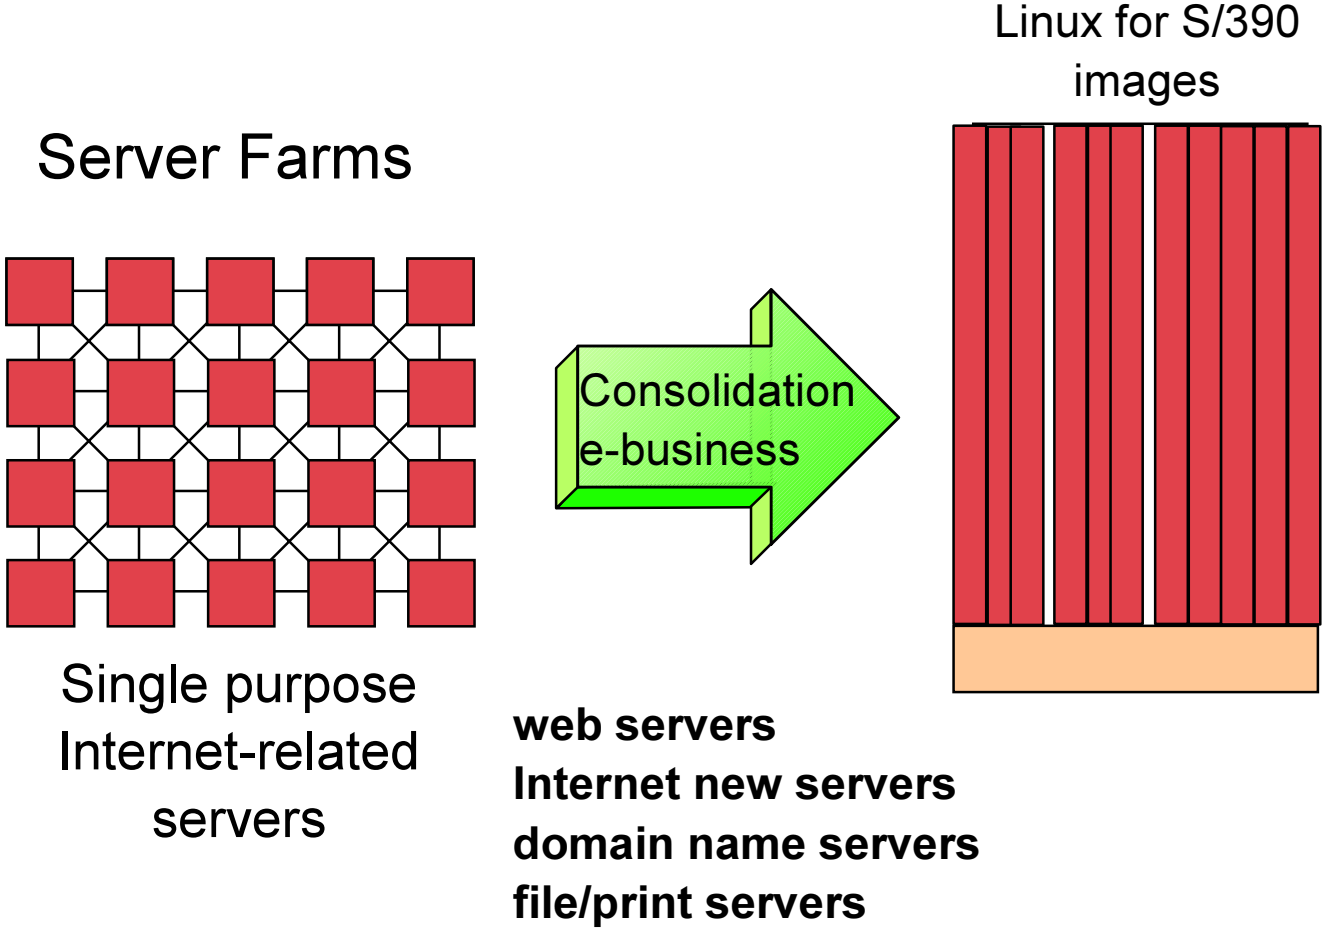 Linux for S/390
images
Server Farms
Consolidation
e-business
Single purpose
Internet-related
servers
web servers
Internet new servers
domain name servers
file/print servers